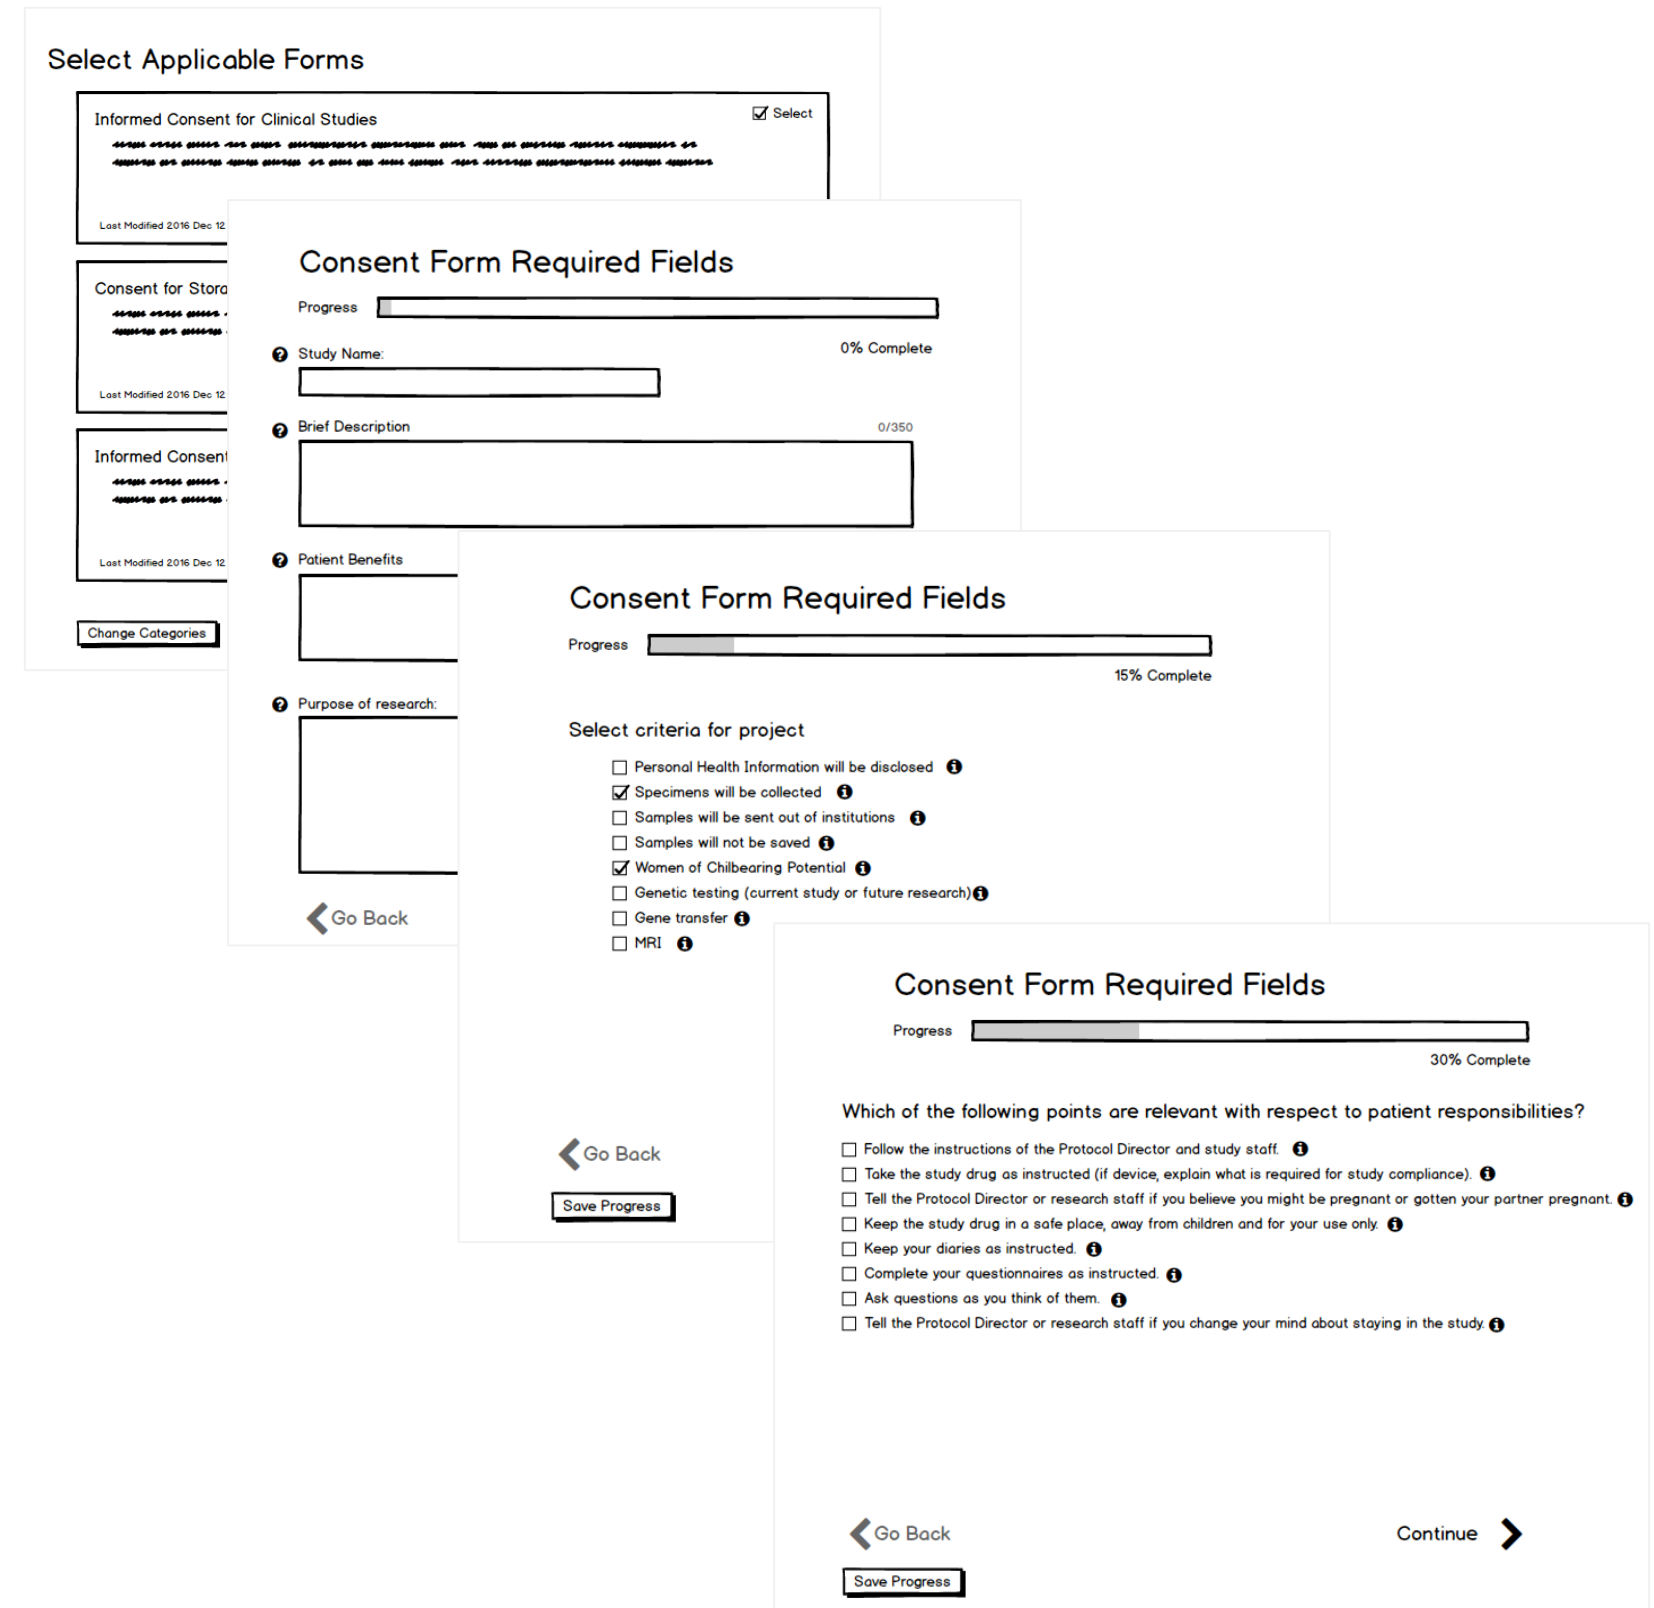 Select Applicable Forms
Informed Consent for Clinical Studies
Select
Last Modified 2016 Dec 12
Consent for Stora
Last Modified 2016 Dec 12
Informed Consent
Last Modified 2016 Dec 12
Change Categories
Consent Form Required Fields
Progress
0% Complete
Study Name:
Brief Description
0/350
Patient Benefits
Purpose of research:
Go Back
Consent Form Required Fields
Progress
15% Complete
Select criteria for project
Personal Health Information will be disclosed
Specimens will be collected
Samples will be sent out of institutions
Samples will not be saved
Women of Chilbearing Potential
Genetic testing (current study or future research)
Gene transfer
MRI
Go Back
Save Progress
Consent Form Required Fields
Progress
30% Complete
Which of the following points are relevant with respect to patient responsibilities?
Follow the instructions of the Protocol Director and study staff.
Take the study drug as instructed (if device, explain what is required for study compliance).
Tell the Protocol Director or research staff if you believe you might be pregnant or gotten your partner pregnant.
Keep the study drug in a safe place, away from children and for your use only.
Keep your diaries as instructed.
Complete your questionnaires as instructed.
Ask questions as you think of them.
Tell the Protocol Director or research staff if you change your mind about staying in the study.
Go Back
Continue
Save Progress